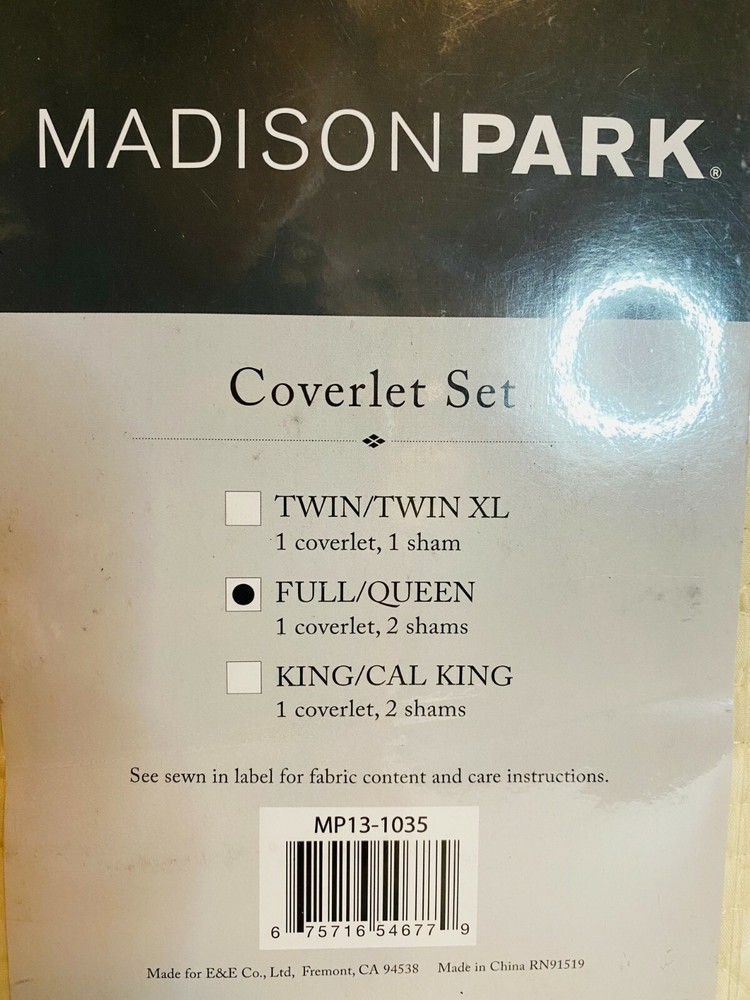 MADISONPARK®
Coverlet Set
TWIN/TWIN XL
1 coverlet, 1 sham
FULL/QUEEN
1 coverlet, 2 shams
KING/CAL KING
1 coverlet, 2 shams
See sewn in label for fabric content and care instructions.
MP13-1035
6 75716 54677 9
Made for E&E Co., Ltd, Fremont, CA 94538 Made in China RN91519